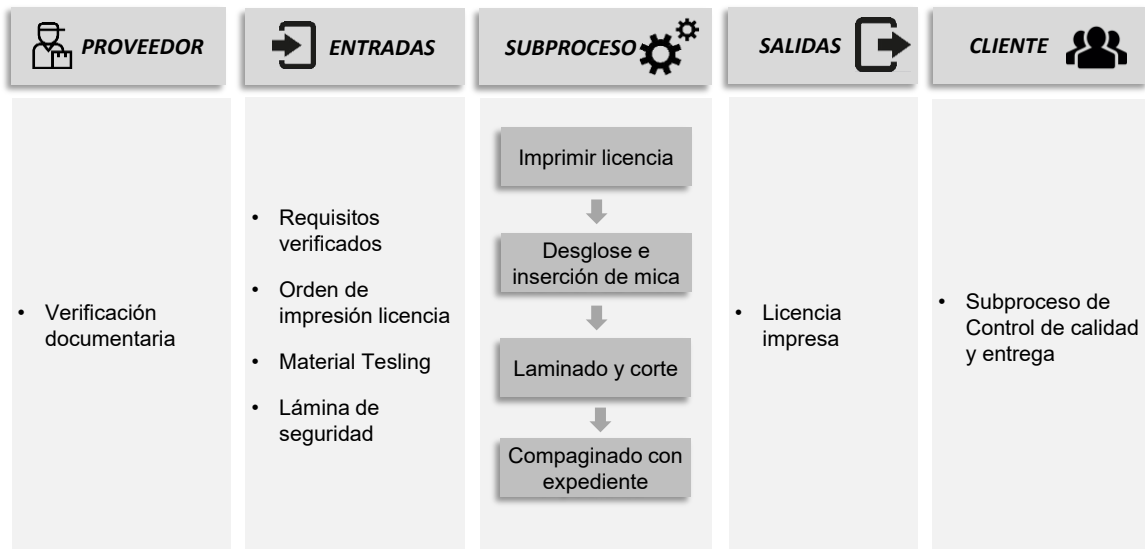 PROVEEDOR
ENTRADAS
SUBPROCESO
SALIDAS
CLIENTE
• Verificación
documentaria
• Requisitos
verificados
• Orden de
impresión licencia
• Material Tesling
• Lámina de
seguridad
Imprimir licencia
Desglose e
inserción de mica
Laminado y corte
Compaginado con
expediente
• Licencia
impresa
• Subproceso de
Control de calidad
y entrega